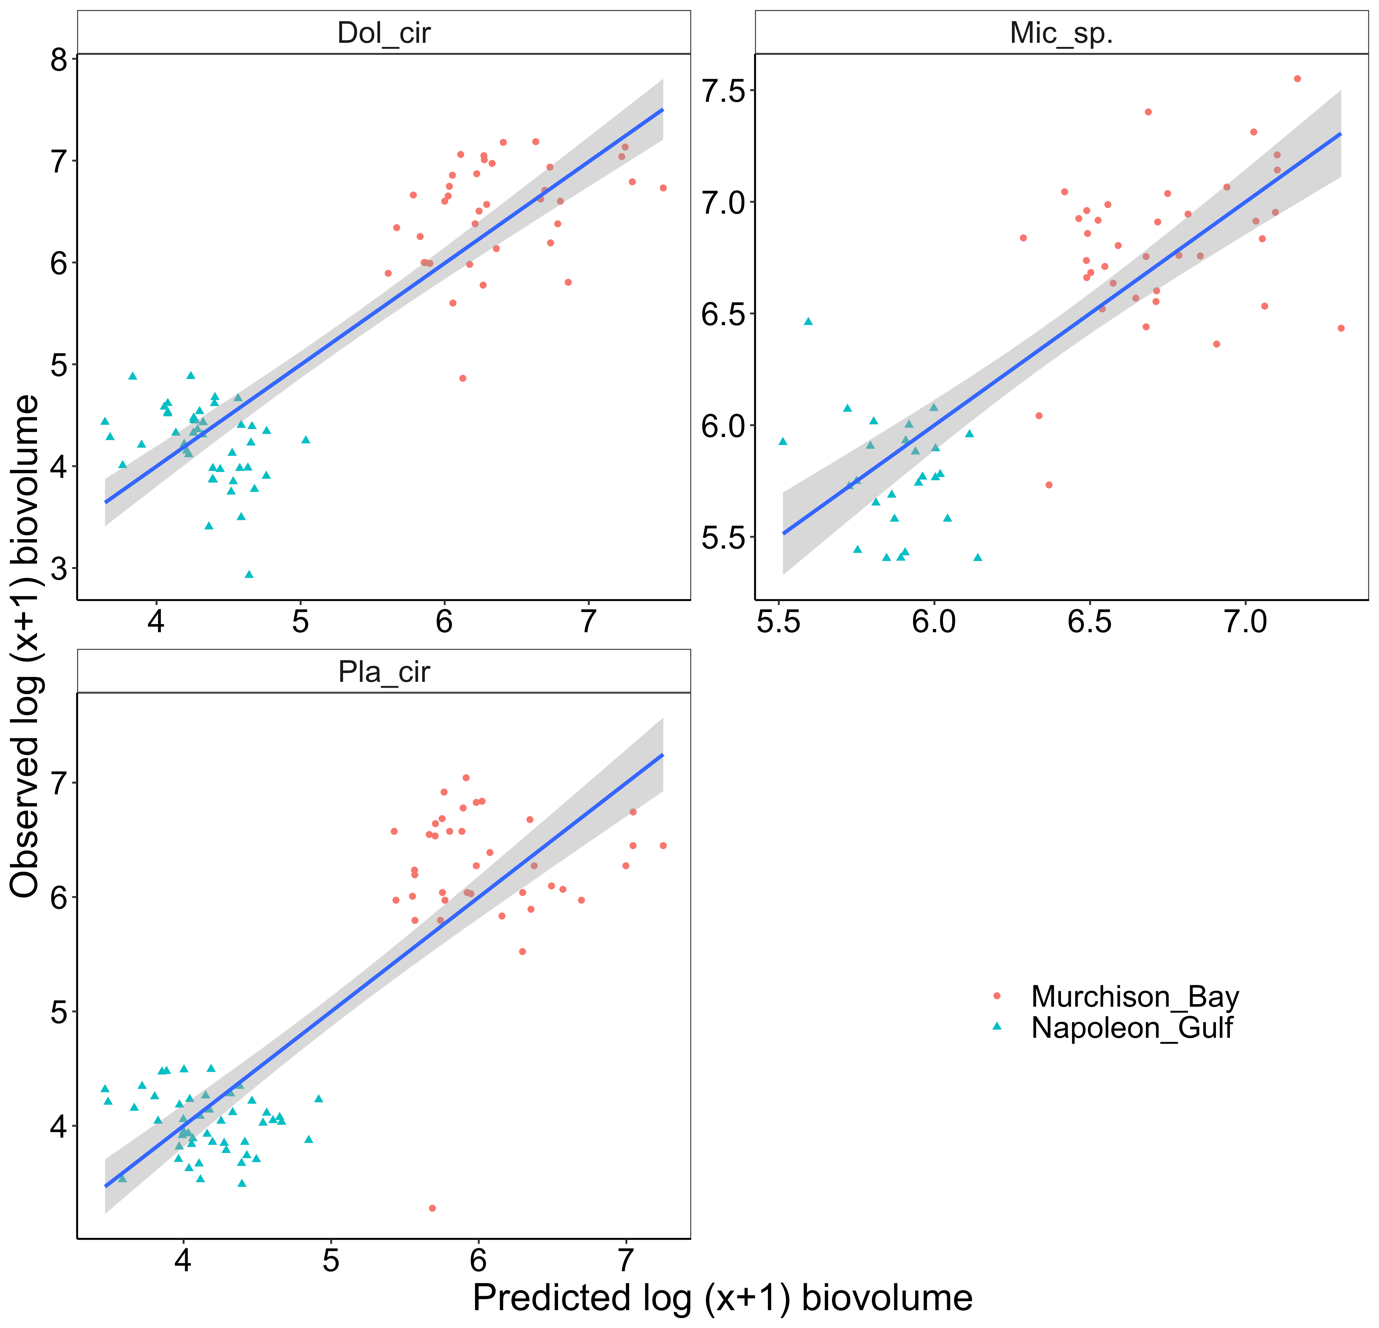 Dol_cir
Mic_sp.
8
7
6
5
4
3
4 5 6 7
7.5
7.0
6.5
6.0
5.5
5.5 6.0 6.5 7.0
Observed log (x+1) biovolume
Pla_cir
7
6
5
4
4 5 6 7
Murchison_Bay
Napoleon_Gulf
Predicted log (x+1) biovolume